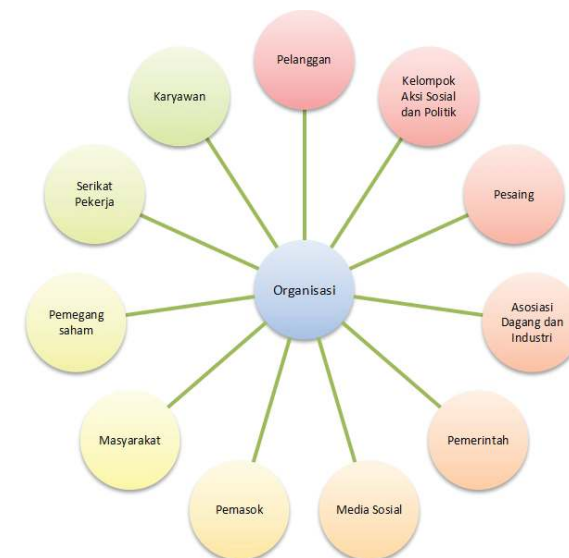 Pelanggan
Kelompok
Aksi Sosial
dan Politik
Pesaing
Asosiasi
Dagang dan
Industri
Pemerintah
Media Sosial
Pemasok
Masyarakat
Pemegang
saham
Serikat
Pekerja
Karyawan
Organisasi